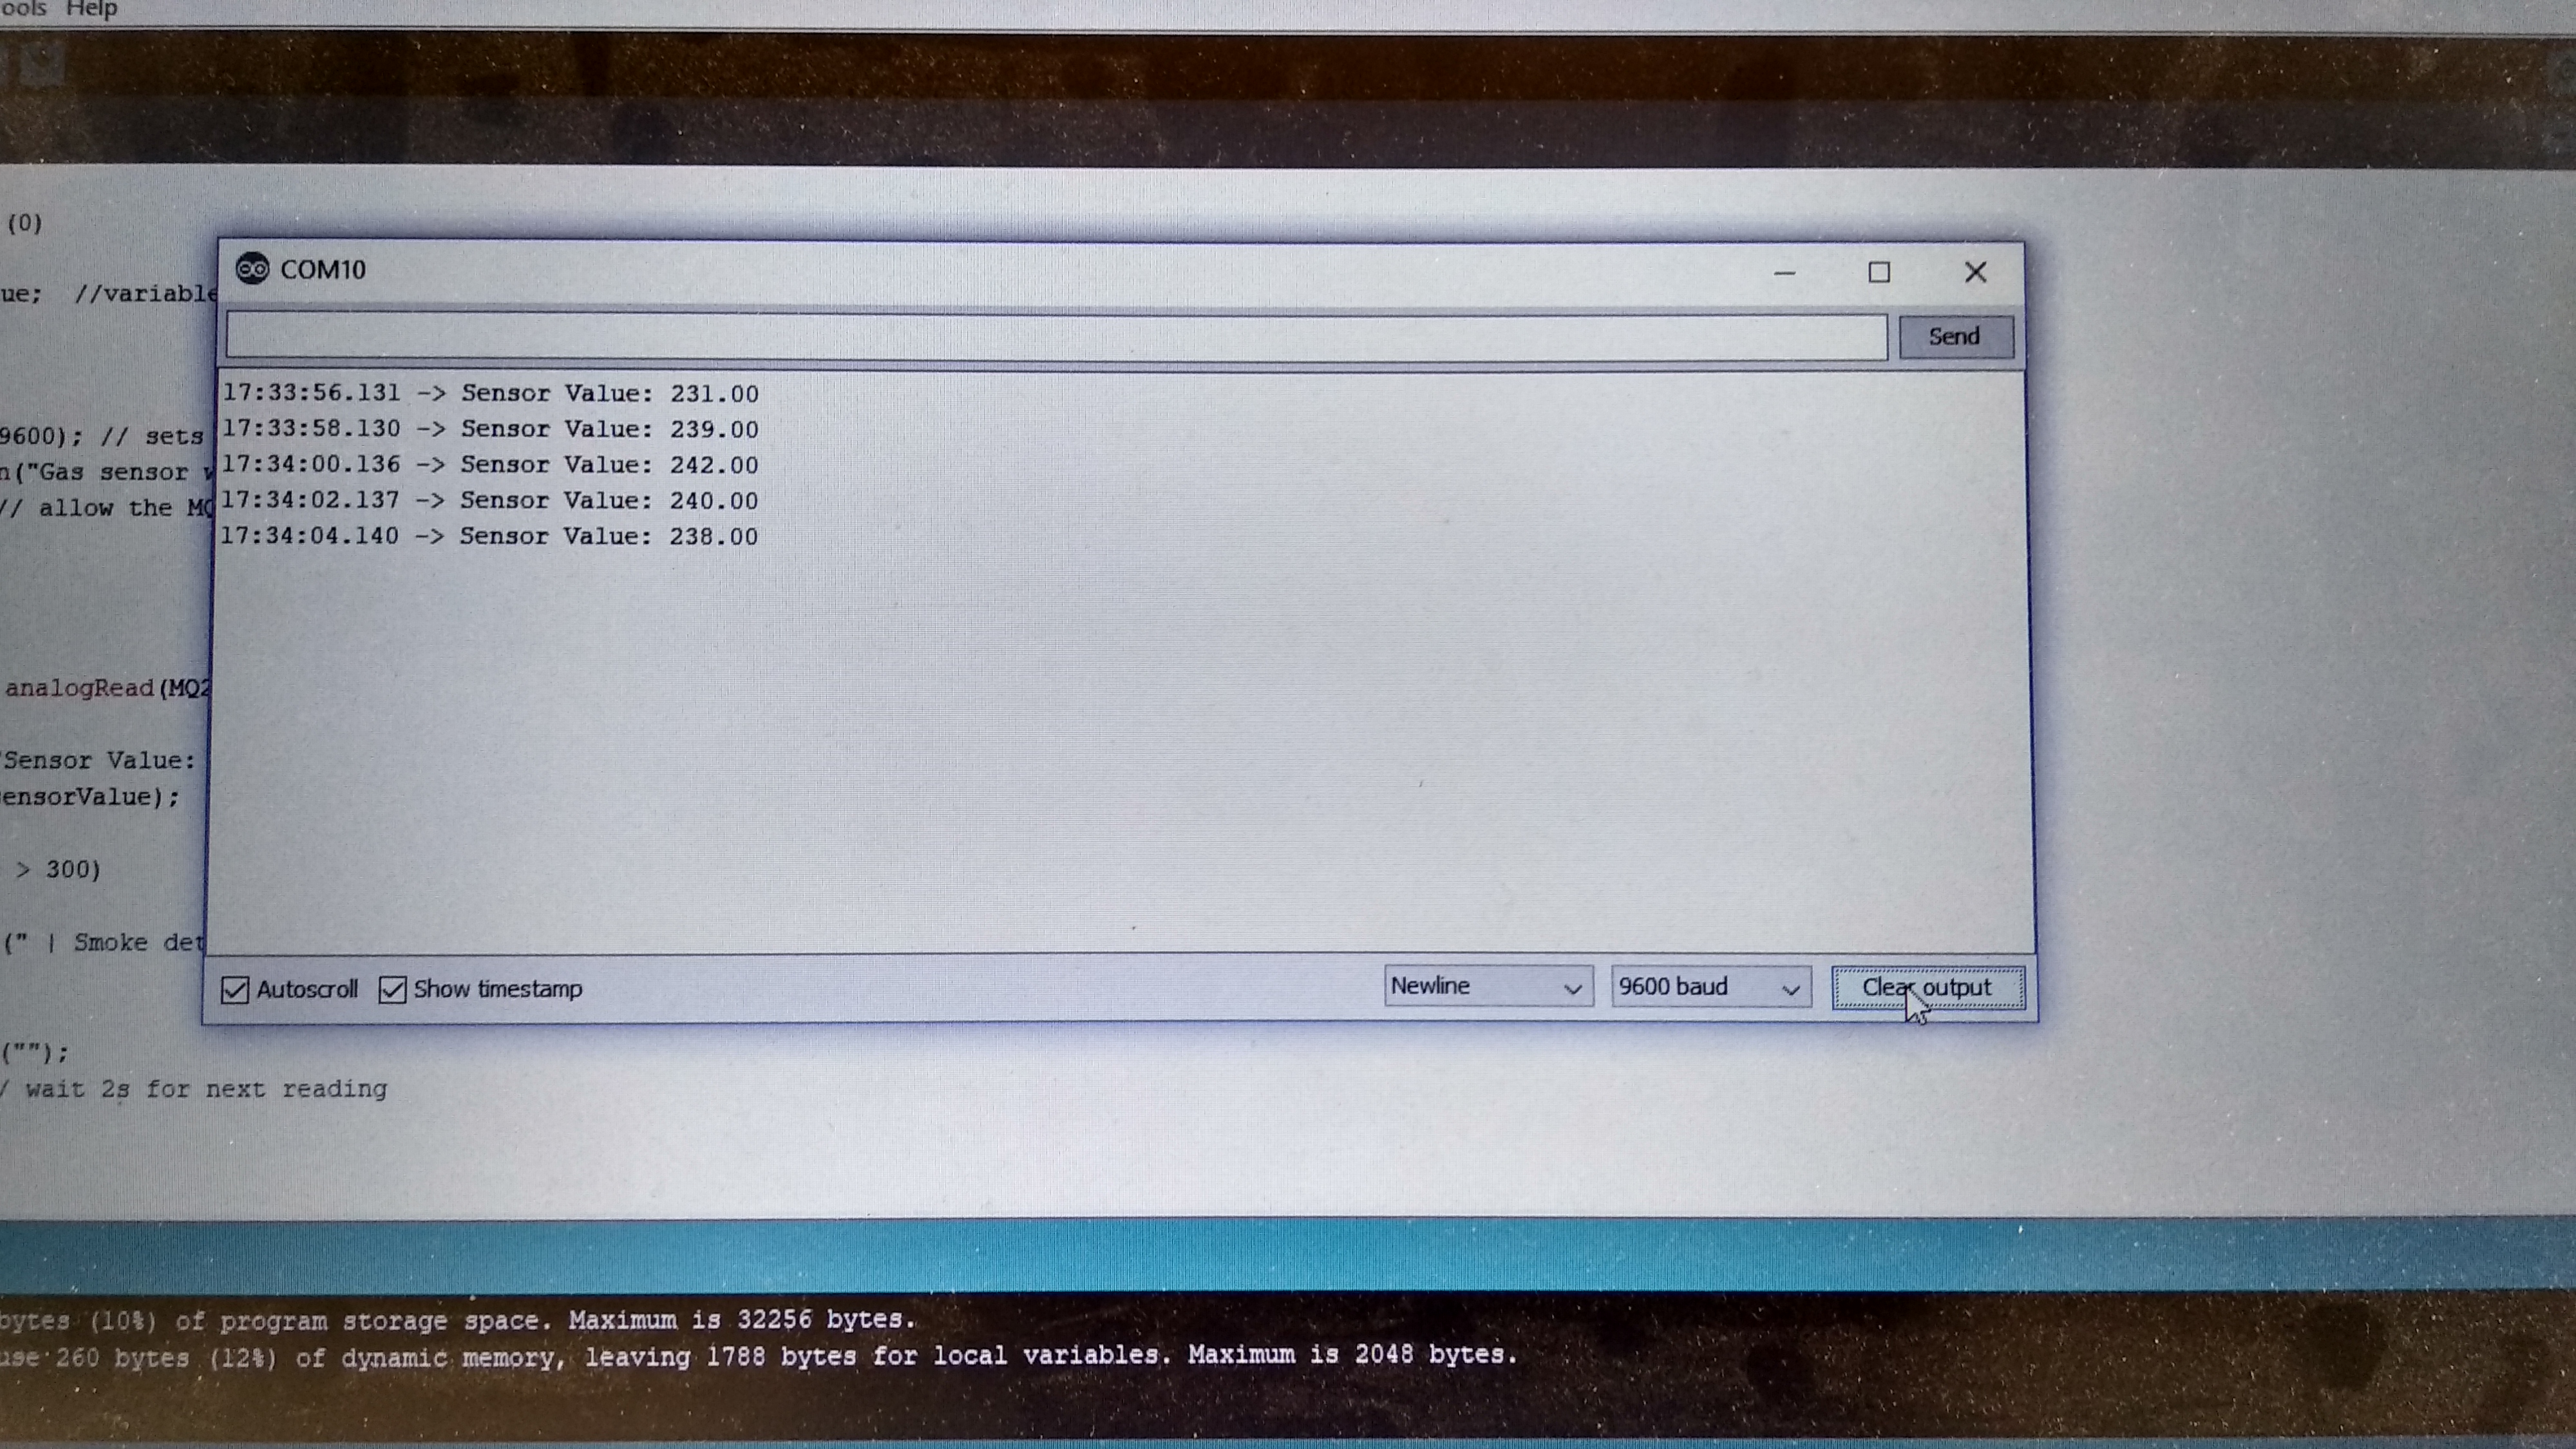 ools Help
(0)
COM10
ue; //variable
Send
17:33:56.131 -> Sensor Value: 231.00
17:33:58.130 -> Sensor Value: 239.00
9600); // sets
17:34:00.136 -> Sensor Value: 242.00
n("Gas sensor
17:34:02.137 -> Sensor Value: 240.00
// allow the MQ
17:34:04.140 -> Sensor Value: 238.00
analogRead(MQ2
"Sensor Value:
ensorValue);
> 300)
(" | Smoke det
Autoscroll Show timestamp Newline 9600 baud Clear output
("");
/ wait 2s for next reading
bytes (10%) of program storage space. Maximum is 32256 bytes.
use 260 bytes (12%) of dynamic memory, leaving 1788 bytes for local variables. Maximum is 2048 bytes.